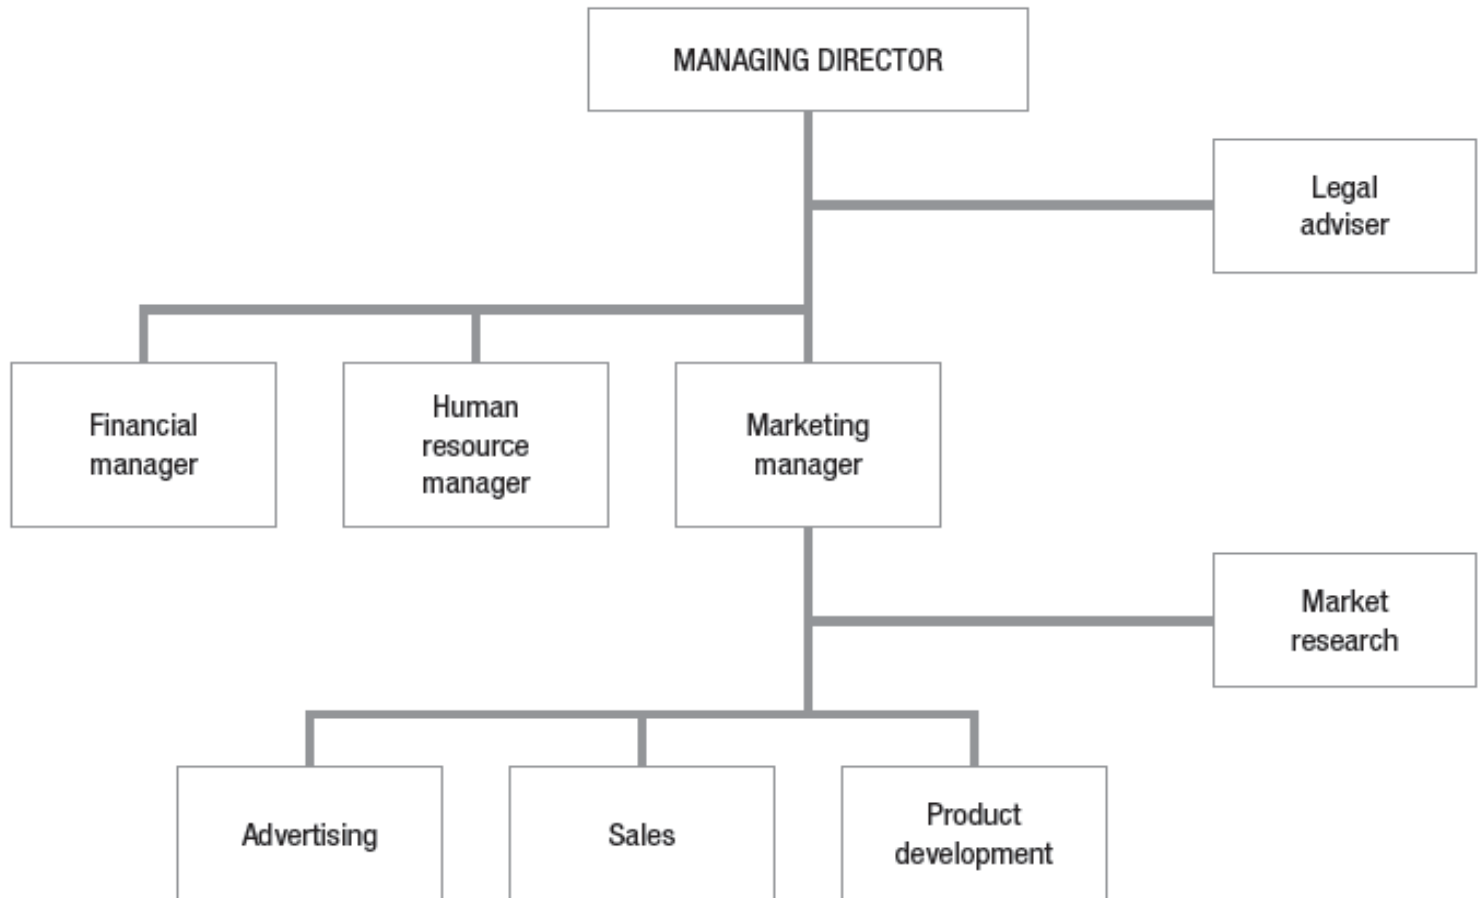 MANAGING DIRECTOR
Legal
adviser
Financial
manager
Human
resource
manager
Marketing
manager
Market
research
Advertising
Sales
Product
development